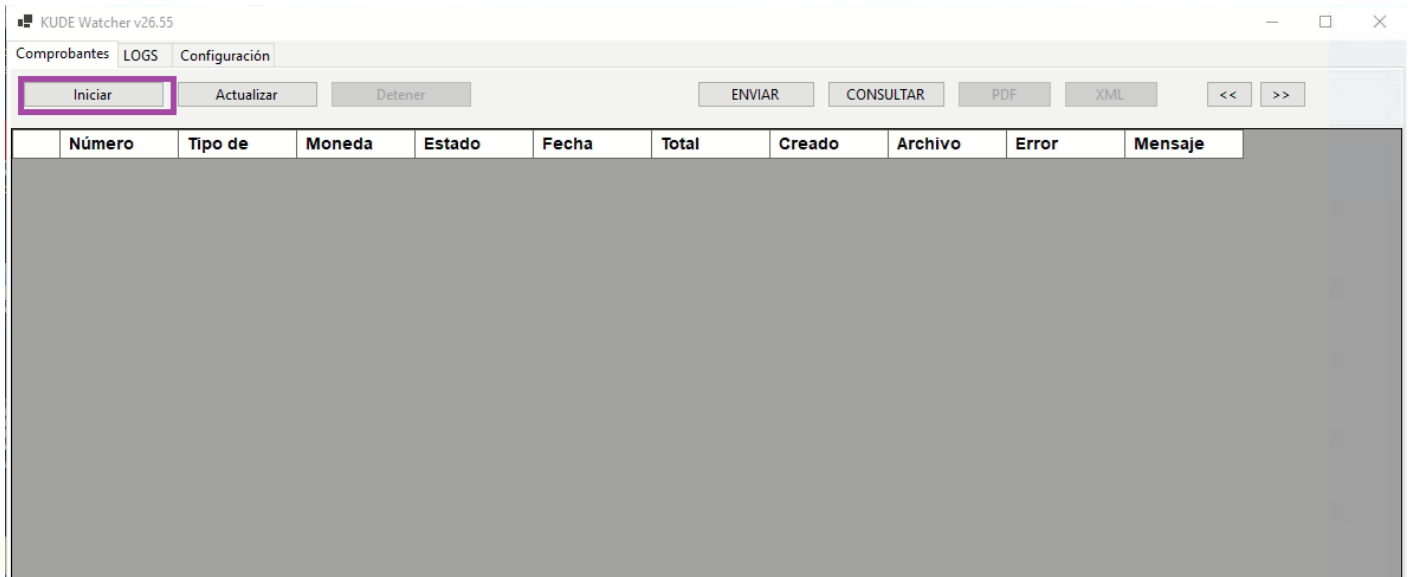 KUDE Watcher v26.55
Comprobantes LOGS Configuración
Iniciar Actualizar Detener ENVIAR CONSULTAR PDF XML << >>
Número Tipo de Moneda Estado Fecha Total Creado Archivo Error Mensaje